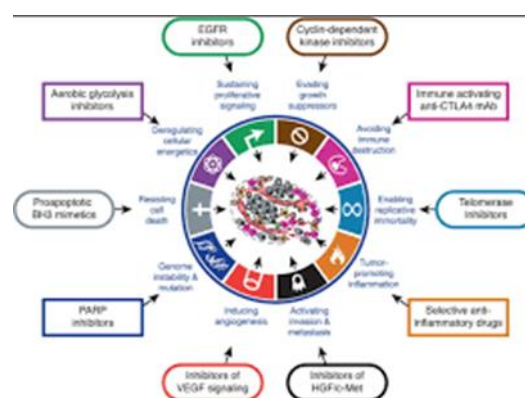 EGFR
inhibitors
Cyclin-dependent
kinase inhibitors
Sustaining
proliferative
signaling
Evading
growth
suppressors
Aerobic glycolysis
inhibitors
Immune activating
anti-CTLA4 mAb
Deregulating
cellular
energetics
Avoiding
immune
destruction
Proapoptotic
BH3 mimetics
Resisting
cell
death
Enabling
replicative
immortality
Telomerase
Inhibitors
Genome
instability &
mutation
Tumor-
promoting
inflammation
PARP
inhibitors
Inducing
angiogenesis
Activating
invasion &
metastasis
Selective anti-
inflammatory drugs
Inhibitors of
VEGF signaling
Inhibitors of
HGF/c-Met